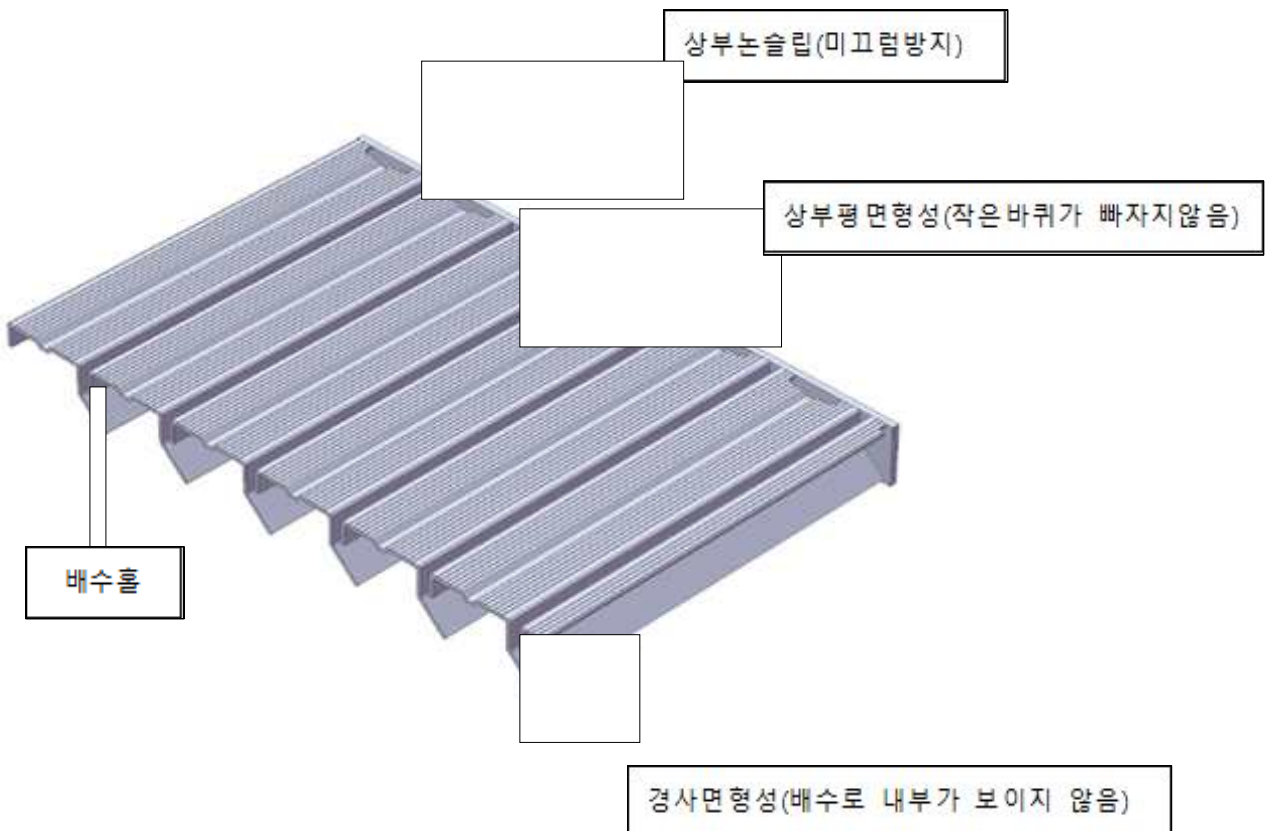 상부논슬립(미끄럼방지)
상부평면형성(작은바퀴가 빠자지않음)
배수홀
경사면형성(배수로 내부가 보이지 않음)